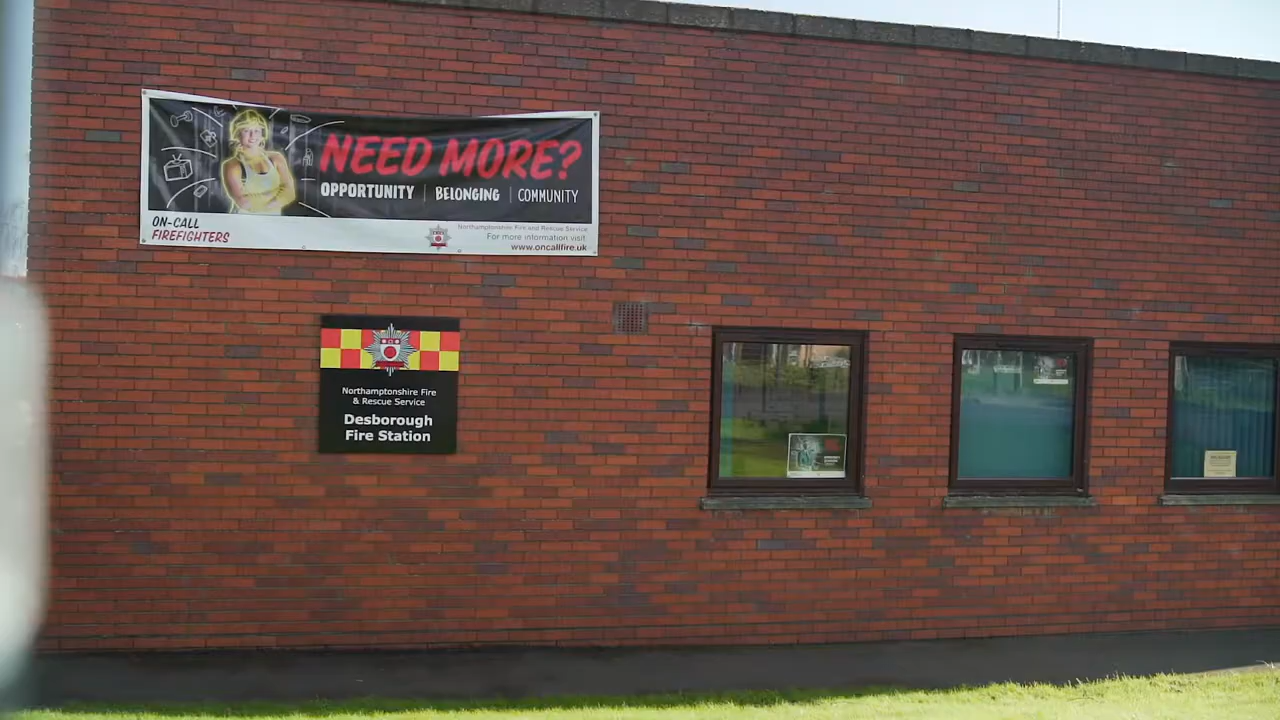 NEED MORE?
OPPORTUNITY | BELONGING | COMMUNITY
ON-CALL
FIREFIGHTERS
Northamptonshire Fire and Rescue Service
For more information visit
www.oncallfire.uk
Northamptonshire Fire
& Rescue Service
Desborough
Fire Station